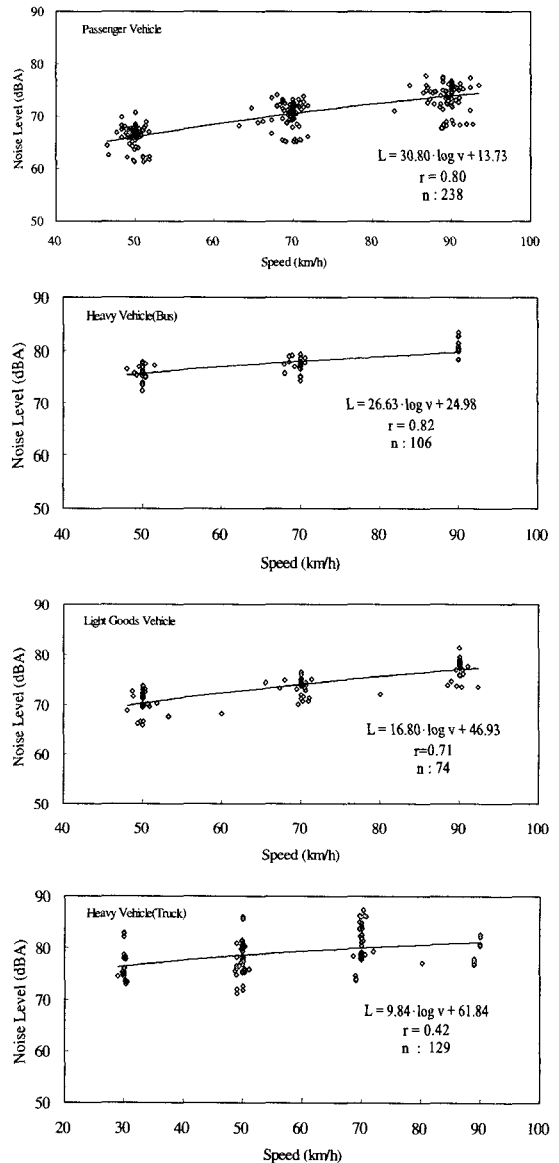 90
Passenger Vehicle
80
70
60
50
Noise Level (dBA)
L = 30.80·log v + 13.73
r = 0.80
n : 238
40 50 60 70 80 90 100
Speed (km/h)
90
Heavy Vehicle(Bus)
80
70
60
50
Noise Level (dBA)
L = 26.63·log v + 24.98
r = 0.82
n : 106
40 50 60 70 80 90 100
Speed (km/h)
90
Light Goods Vehicle
80
70
60
50
Noise Level (dBA)
L = 16.80·log v + 46.93
r=0.71
n : 74
40 50 60 70 80 90 100
Speed (km/h)
90
Heavy Vehicle(Truck)
80
70
60
50
Noise Level (dBA)
L = 9.84·log v + 61.84
r = 0.42
n : 129
20 30 40 50 60 70 80 90 100
Speed (km/h)